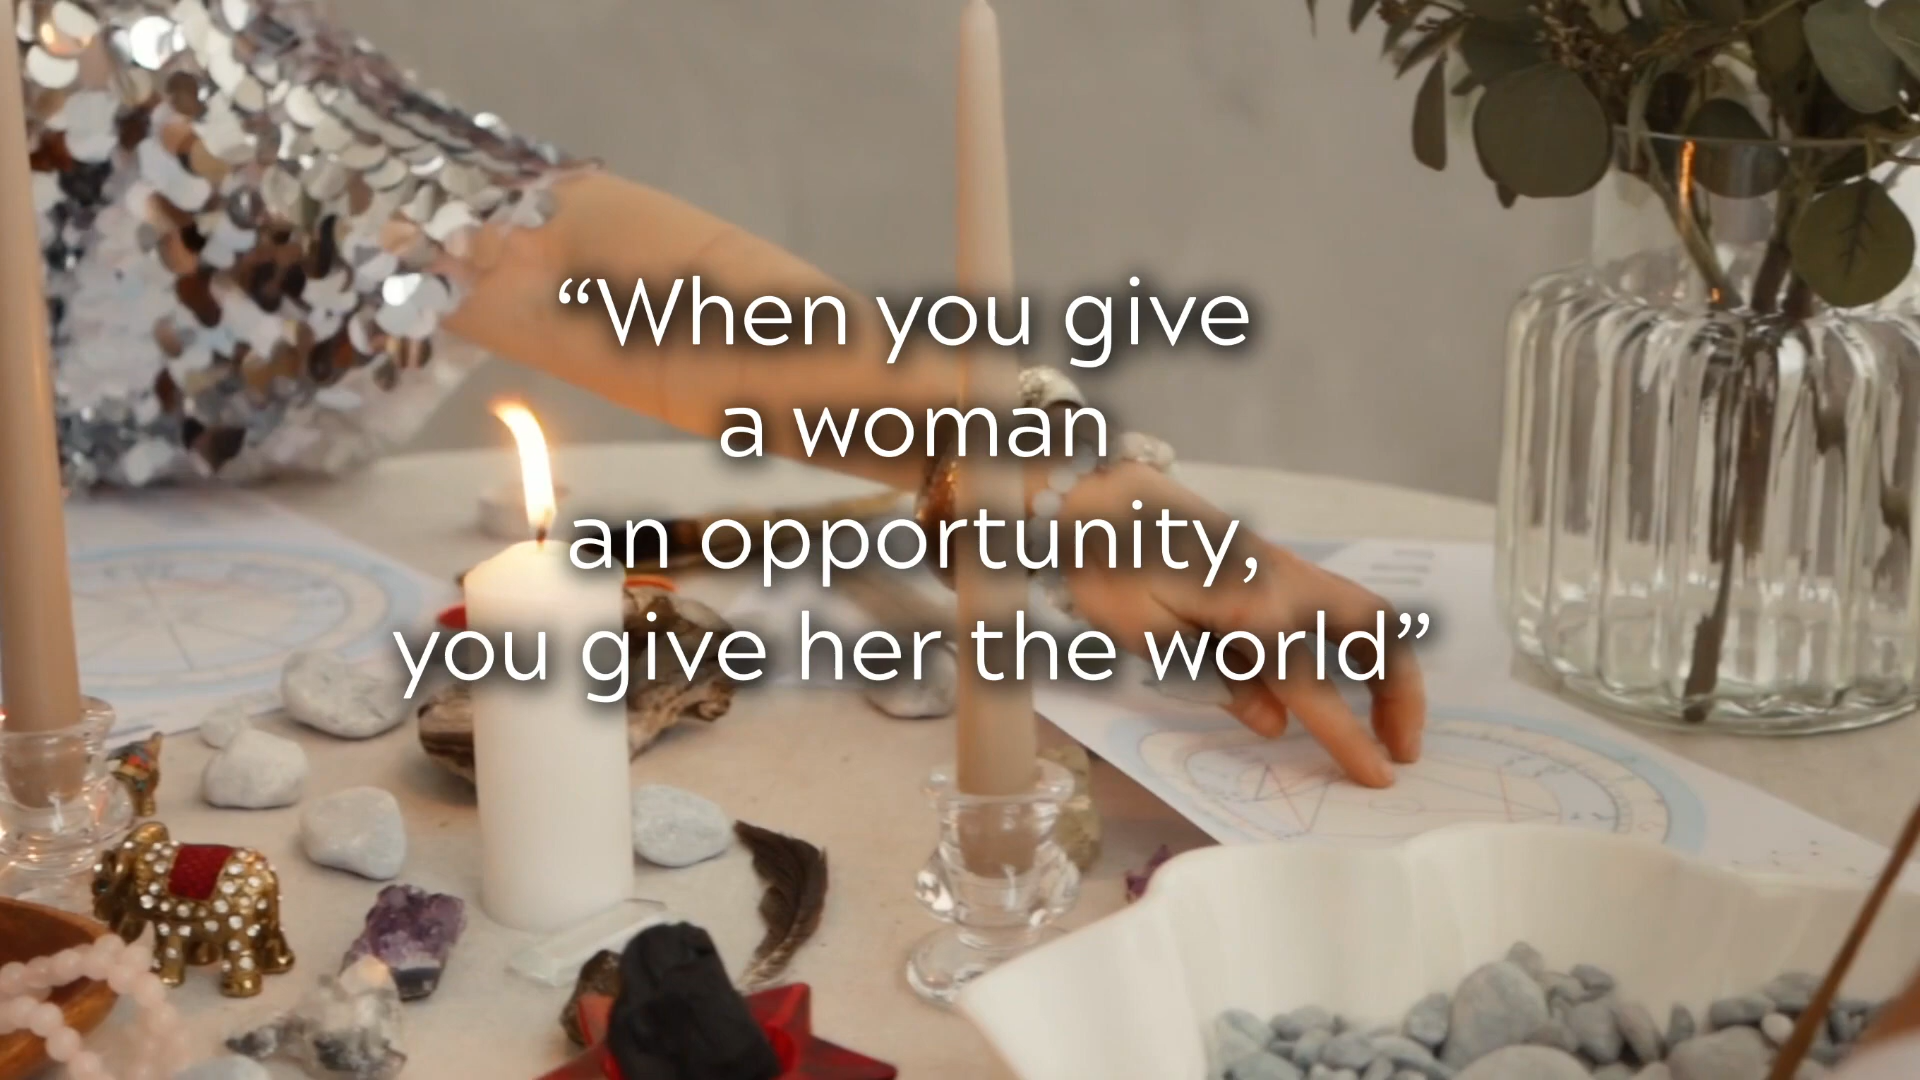 “When you give
a woman
an opportunity,
you give her the world”